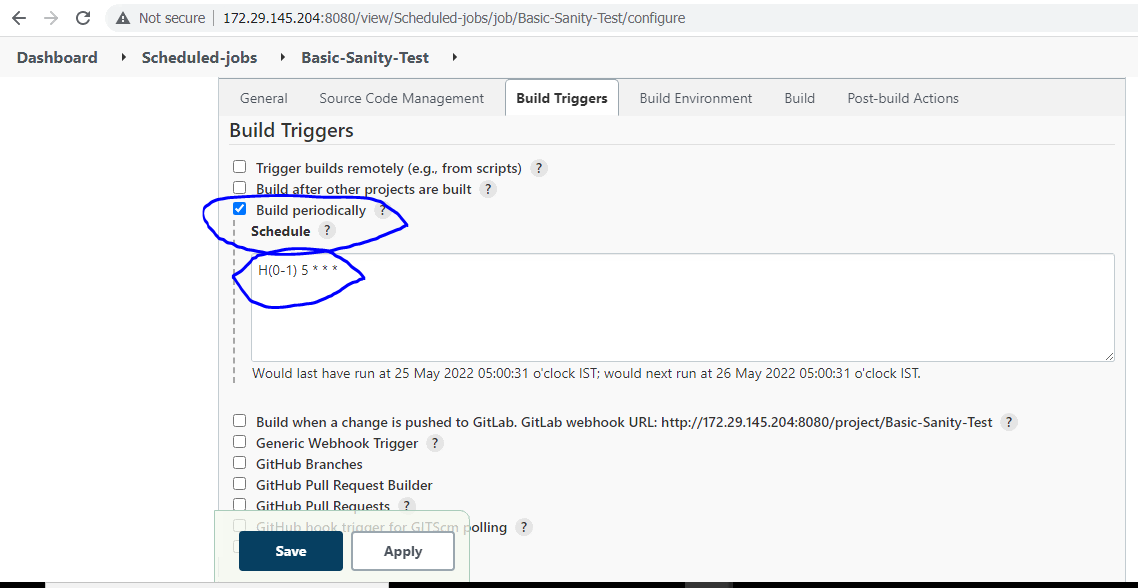 Not secure | 172.29.145.204:8080/view/Scheduled-jobs/job/Basic-Sanity-Test/configure
Dashboard Scheduled-jobs Basic-Sanity-Test
General Source Code Management Build Triggers Build Environment Build Post-build Actions
Build Triggers
Trigger builds remotely (e.g., from scripts) ?
Build after other projects are built ?
Build periodically ?
Schedule ?
H(0-1) 5 * * *
Would last have run at 25 May 2022 05:00:31 o'clock IST; would next run at 26 May 2022 05:00:31 o'clock IST.
Build when a change is pushed to GitLab. GitLab webhook URL: http://172.29.145.204:8080/project/Basic-Sanity-Test ?
Generic Webhook Trigger ?
GitHub Branches
GitHub Pull Request Builder
GitHub Pull Requests ?
GitHub hook trigger for GITScm polling ?
Save Apply